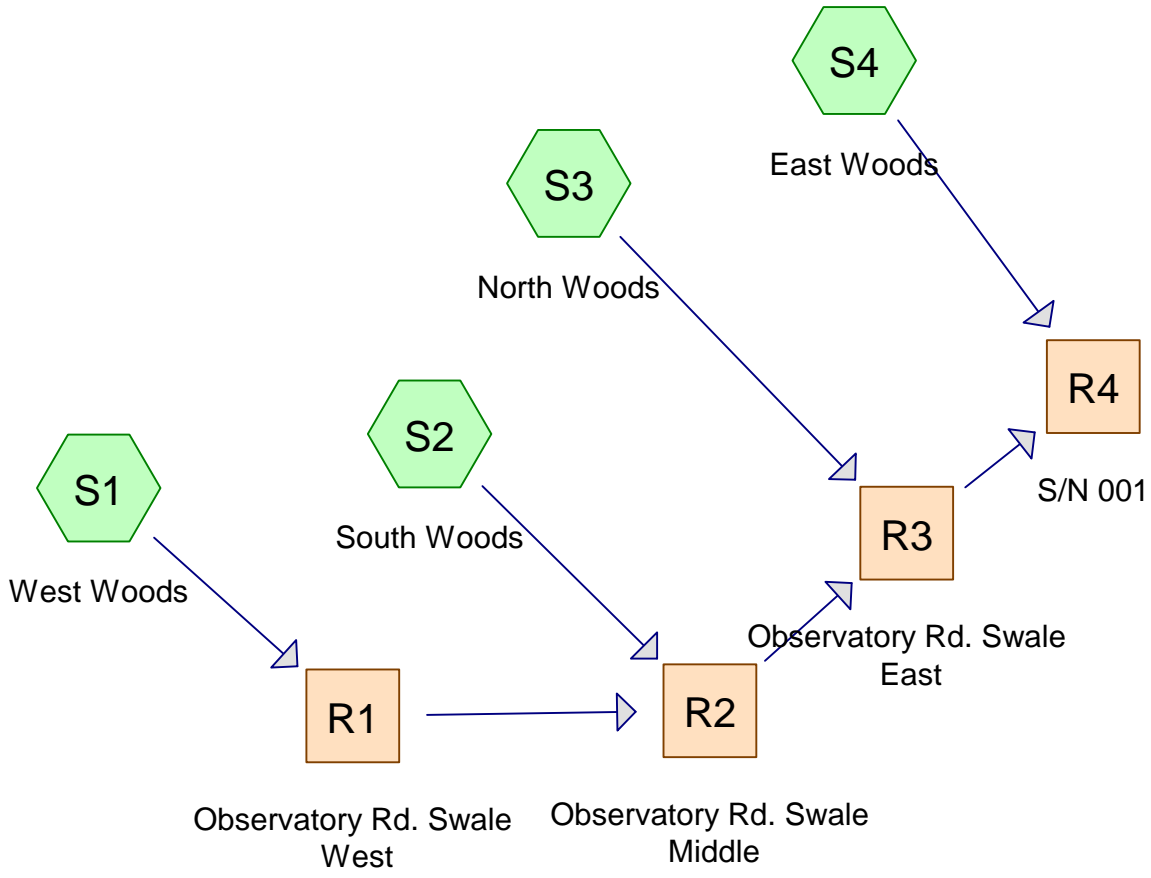 S4
East Woods
S3
North Woods
R4
S/N 001
S2
South Woods
S1
West Woods
R3
Observatory Rd. Swale
East
R1
Observatory Rd. Swale
West
R2
Observatory Rd. Swale
Middle